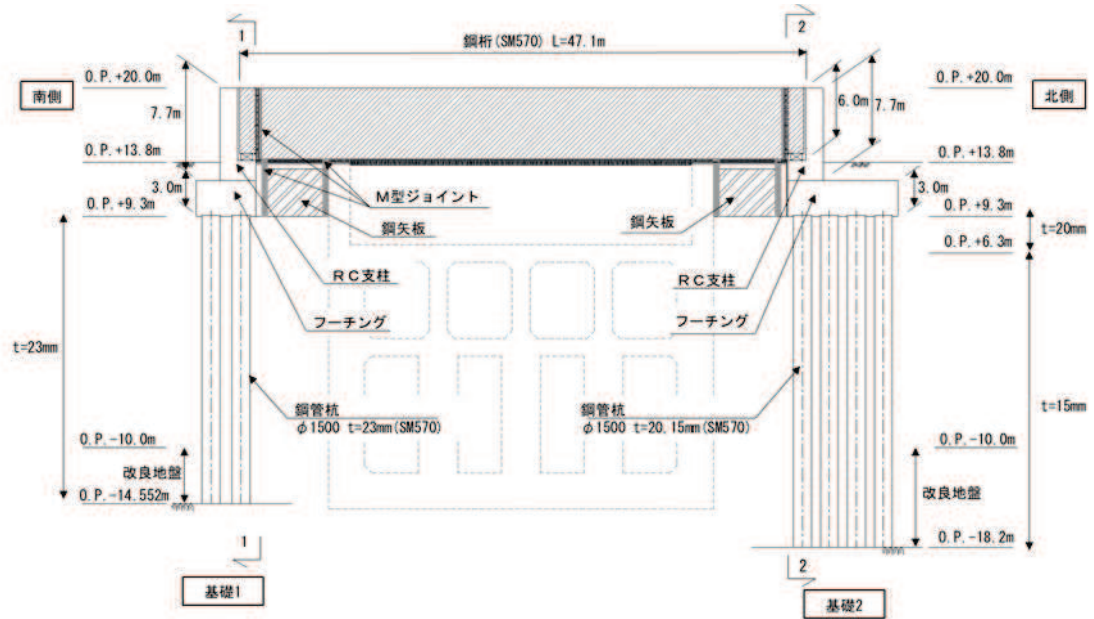 1
2
鋼桁(SM570) L=47.1m
O.P.+20.0m
南側
7.7m
O.P.+13.8m
3.0m
O.P.+9.3m
6.0m
7.7m
O.P.+20.0m
北側
O.P.+13.8m
3.0m
O.P.+9.3m
t=20mm
O.P.+6.3m
M型ジョイント
鋼矢板
鋼矢板
RC支柱
RC支柱
フーチング
フーチング
t=23mm
t=15mm
鋼管杭
φ1500 t=23mm(SM570)
鋼管杭
φ1500 t=20.15mm(SM570)
O.P.-10.0m
改良地盤
O.P.-14.552m
O.P.-10.0m
改良地盤
O.P.-18.2m
1
2
基礎1
基礎2